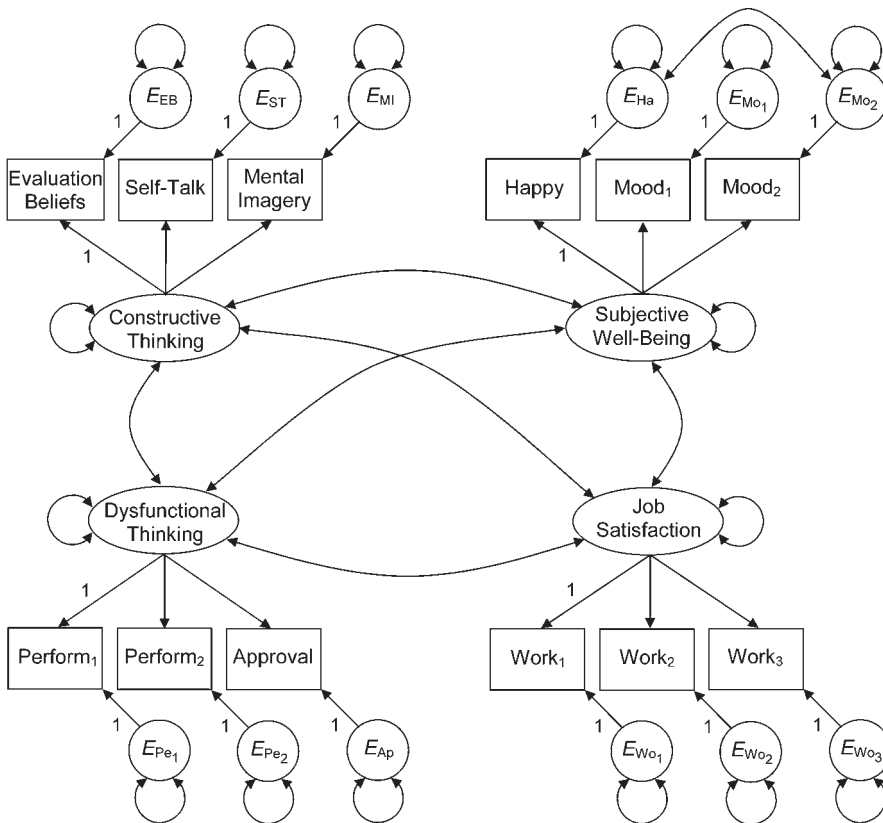 E_EB
E_ST
E_MI
E_Ha
E_Mo1
E_Mo2
1
1
1
1
1
1
Evaluation
Beliefs
Self-Talk
Mental
Imagery
Happy
Mood1
Mood2
1
1
Constructive
Thinking
Subjective
Well-Being
Dysfunctional
Thinking
Job
Satisfaction
1
1
Perform1
Perform2
Approval
Work1
Work2
Work3
1
1
1
1
1
1
E_Pe1
E_Pe2
E_Ap
E_Wo1
E_Wo2
E_Wo3